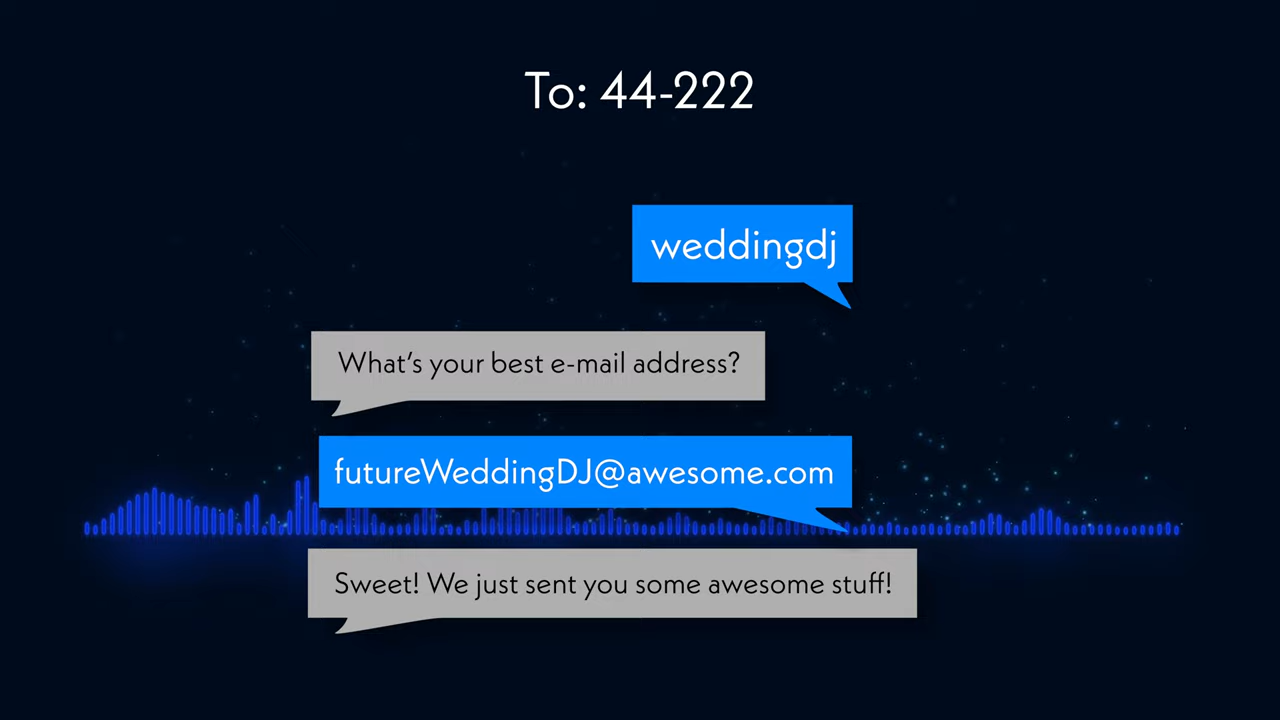 To: 44-222
weddingdj
What's your best e-mail address?
futureWeddingDJ@awesome.com
Sweet! We just sent you some awesome stuff!